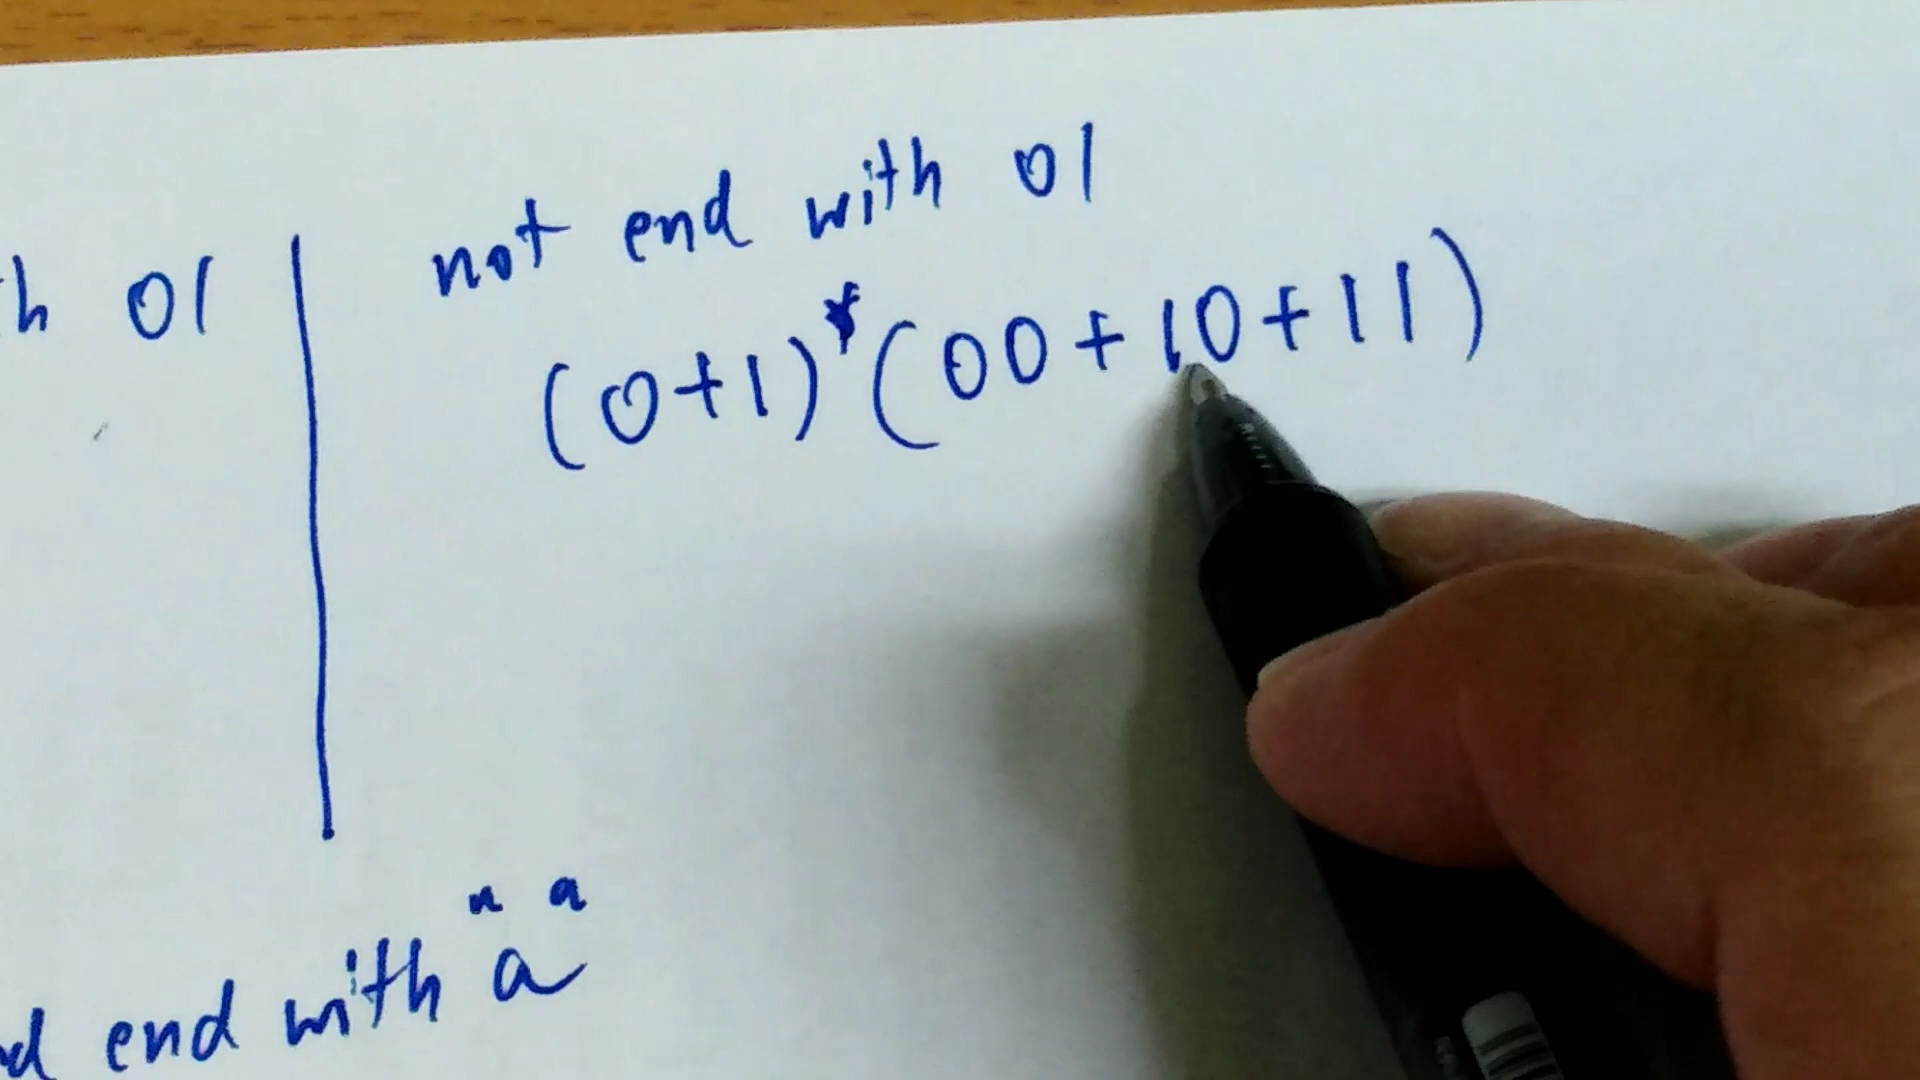 h 01
not end with 01
(0+1)*(00+10+11)
" a
end with a